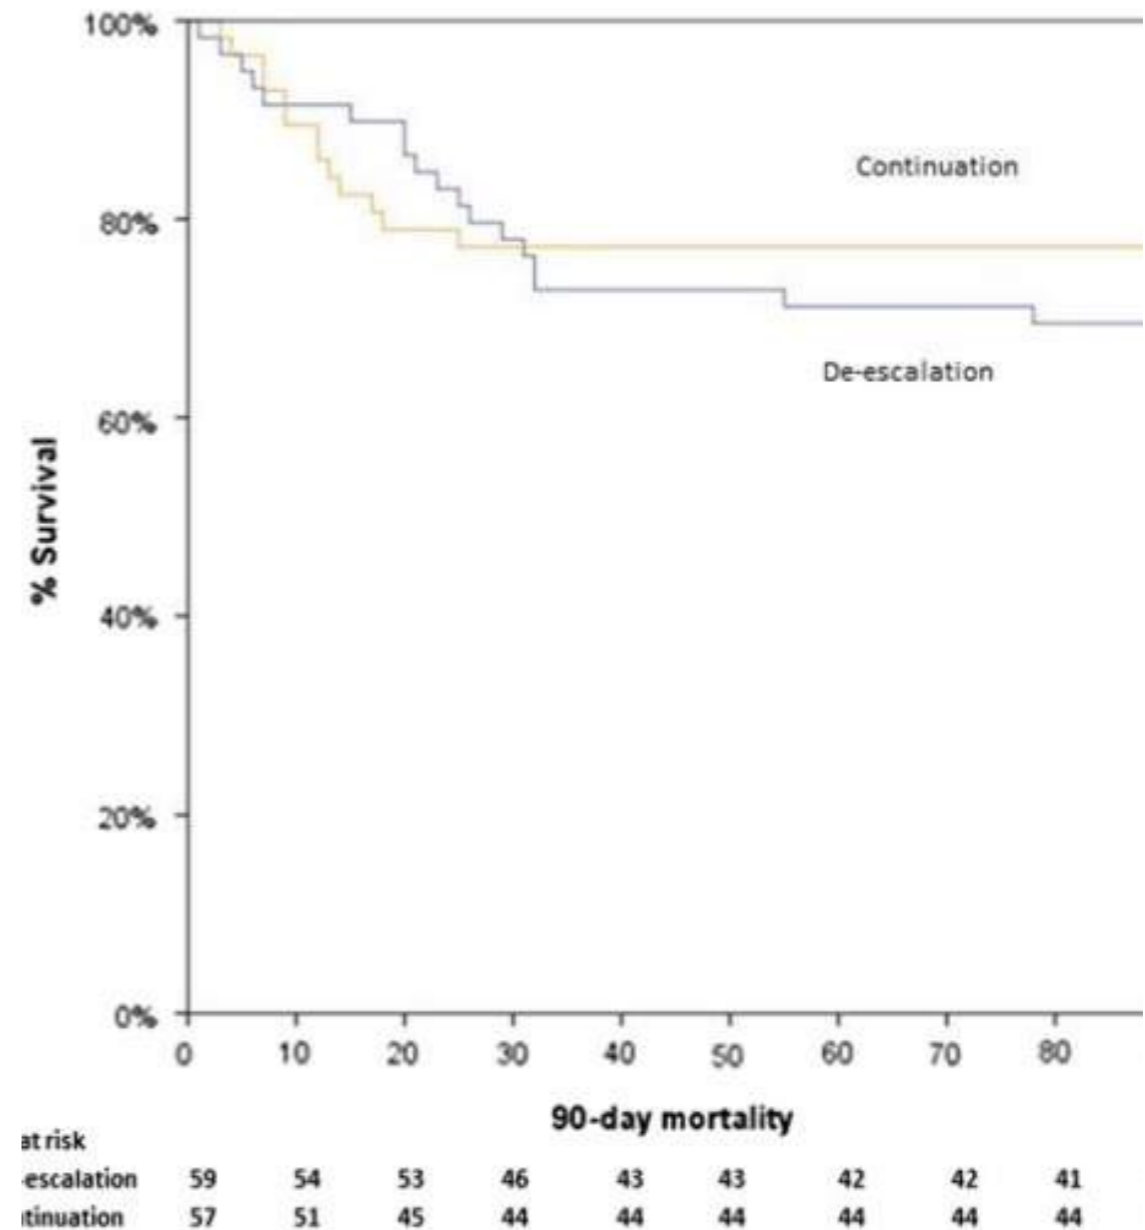 100%
Continuation
80%
De-escalation
60%
% Survival
40%
20%
0%
0 10 20 30 40 50 60 70 80
90-day mortality
at risk
-escalation 59 54 53 46 43 43 42 42 41
tinuation 57 51 45 44 44 44 44 44 44